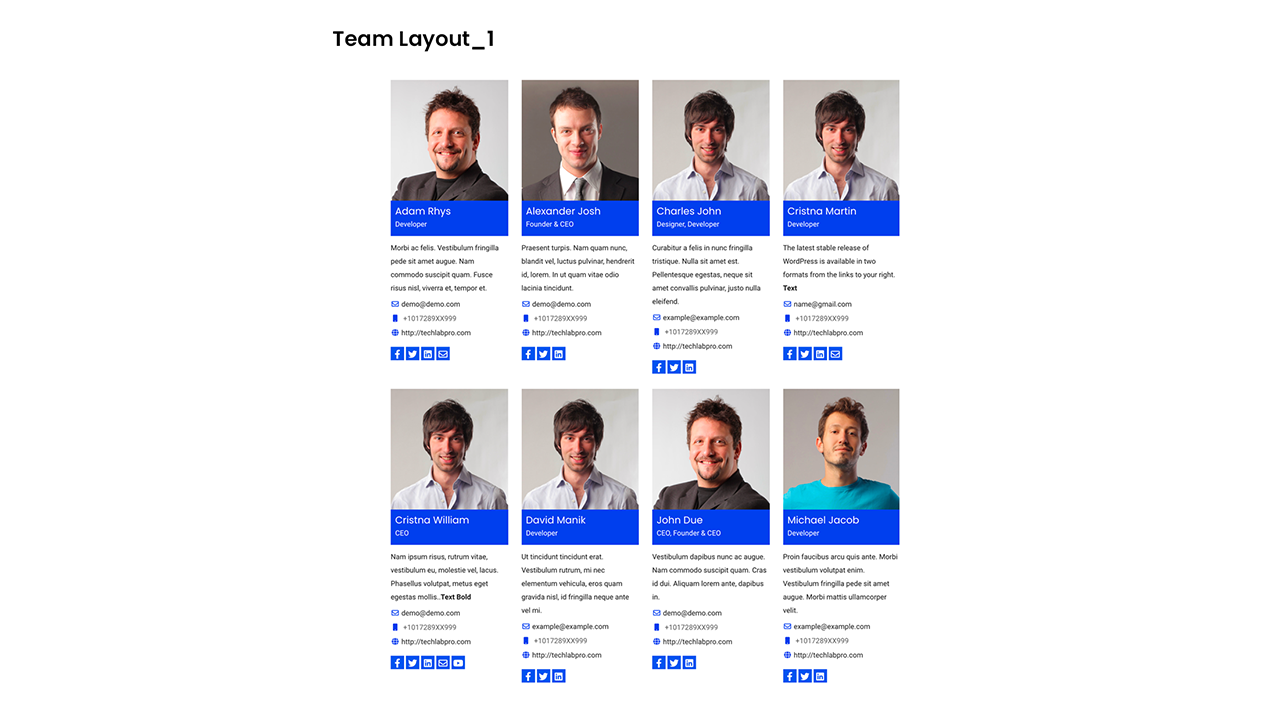 Team Layout_1
Adam Rhys
Developer
Morbi ac felis. Vestibulum fringilla
pede sit amet augue. Nam
commodo suscipit quam. Fusce
risus nisl, viverra et, tempor et.
demo@demo.com
+1017289XX999
http://techlabpro.com
Alexander Josh
Founder & CEO
Praesent turpis. Nam quam nunc,
blandit vel, luctus pulvinar, hendrerit
id, lorem. In ut quam vitae odio
lacinia tincidunt.
demo@demo.com
+1017289XX999
http://techlabpro.com
Charles John
Designer, Developer
Curabitur a felis in nunc fringilla
tristique. Nulla sit amet est.
Pellentesque egestas, neque sit
amet convallis pulvinar, justo nulla
eleifend.
example@example.com
+1017289XX999
http://techlabpro.com
Cristna Martin
Developer
The latest stable release of
WordPress is available in two
formats from the links to your right.
Text
name@gmail.com
+1017289XX999
http://techlabpro.com
Cristna William
CEO
Nam ipsum risus, rutrum vitae,
vestibulum eu, molestie vel, lacus.
Phasellus volutpat, metus eget
egestas mollis..Text Bold
demo@demo.com
+1017289XX999
http://techlabpro.com
David Manik
Developer
Ut tincidunt tincidunt erat.
Vestibulum rutrum, mi nec
elementum vehicula, eros quam
gravida nisl, id fringilla neque ante
vel mi.
example@example.com
+1017289XX999
http://techlabpro.com
John Due
CEO, Founder & CEO
Vestibulum dapibus nunc ac augue.
Nam commodo suscipit quam. Cras
id dui. Aliquam lorem ante, dapibus
in.
demo@demo.com
+1017289XX999
http://techlabpro.com
Michael Jacob
Developer
Proin faucibus arcu quis ante. Morbi
vestibulum volutpat enim.
Vestibulum fringilla pede sit amet
augue. Morbi mattis ullamcorper
velit.
example@example.com
+1017289XX999
http://techlabpro.com